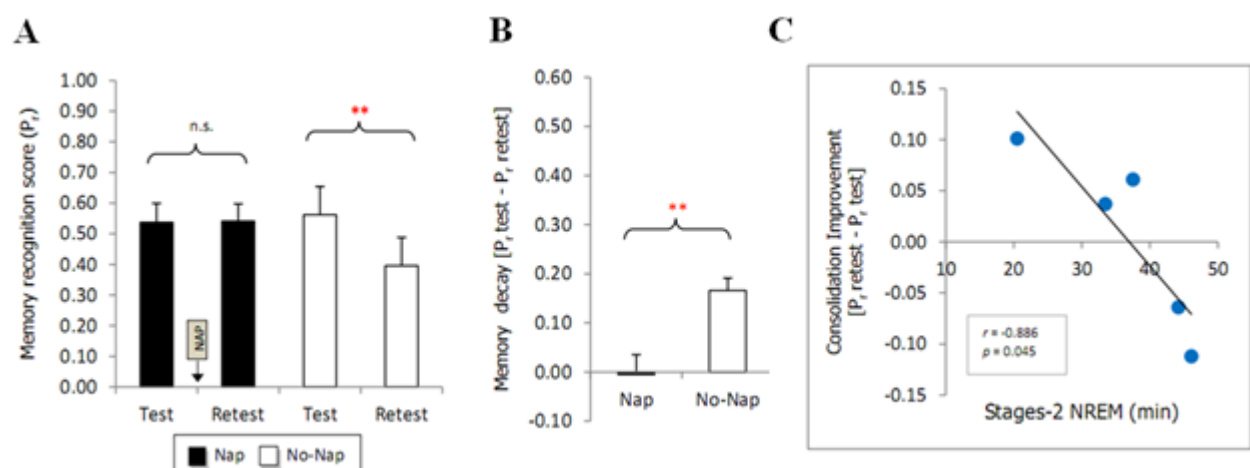 A
Memory recognition score (Pr)
1.00
0.90
0.80
0.70
0.60
0.50
0.40
0.30
0.20
0.10
0.00
n.s.
**
NAP
Test
Retest
Test
Retest
Nap
No-Nap
B
Memory decay [Pr test - Pr retest]
0.60
0.50
0.40
0.30
0.20
0.10
0.00
-0.10
**
Nap
No-Nap
C
Consolidation Improvement
[Pr retest - Pr test]
0.15
0.10
0.05
0.00
-0.05
-0.10
-0.15
10
20
30
40
50
r = -0.886
p = 0.045
Stages-2 NREM (min)